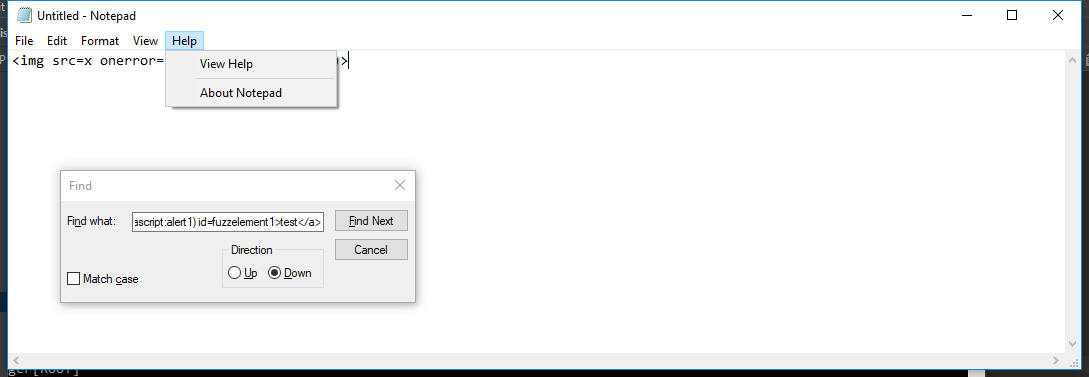 Untitled - Notepad
File Edit Format View Help
<img src=x onerror= )>
View Help
About Notepad
Find
Find what: ascript:alert1) id=fuzzelement1>test</a> Find Next
Cancel
Direction
Up Down
Match case